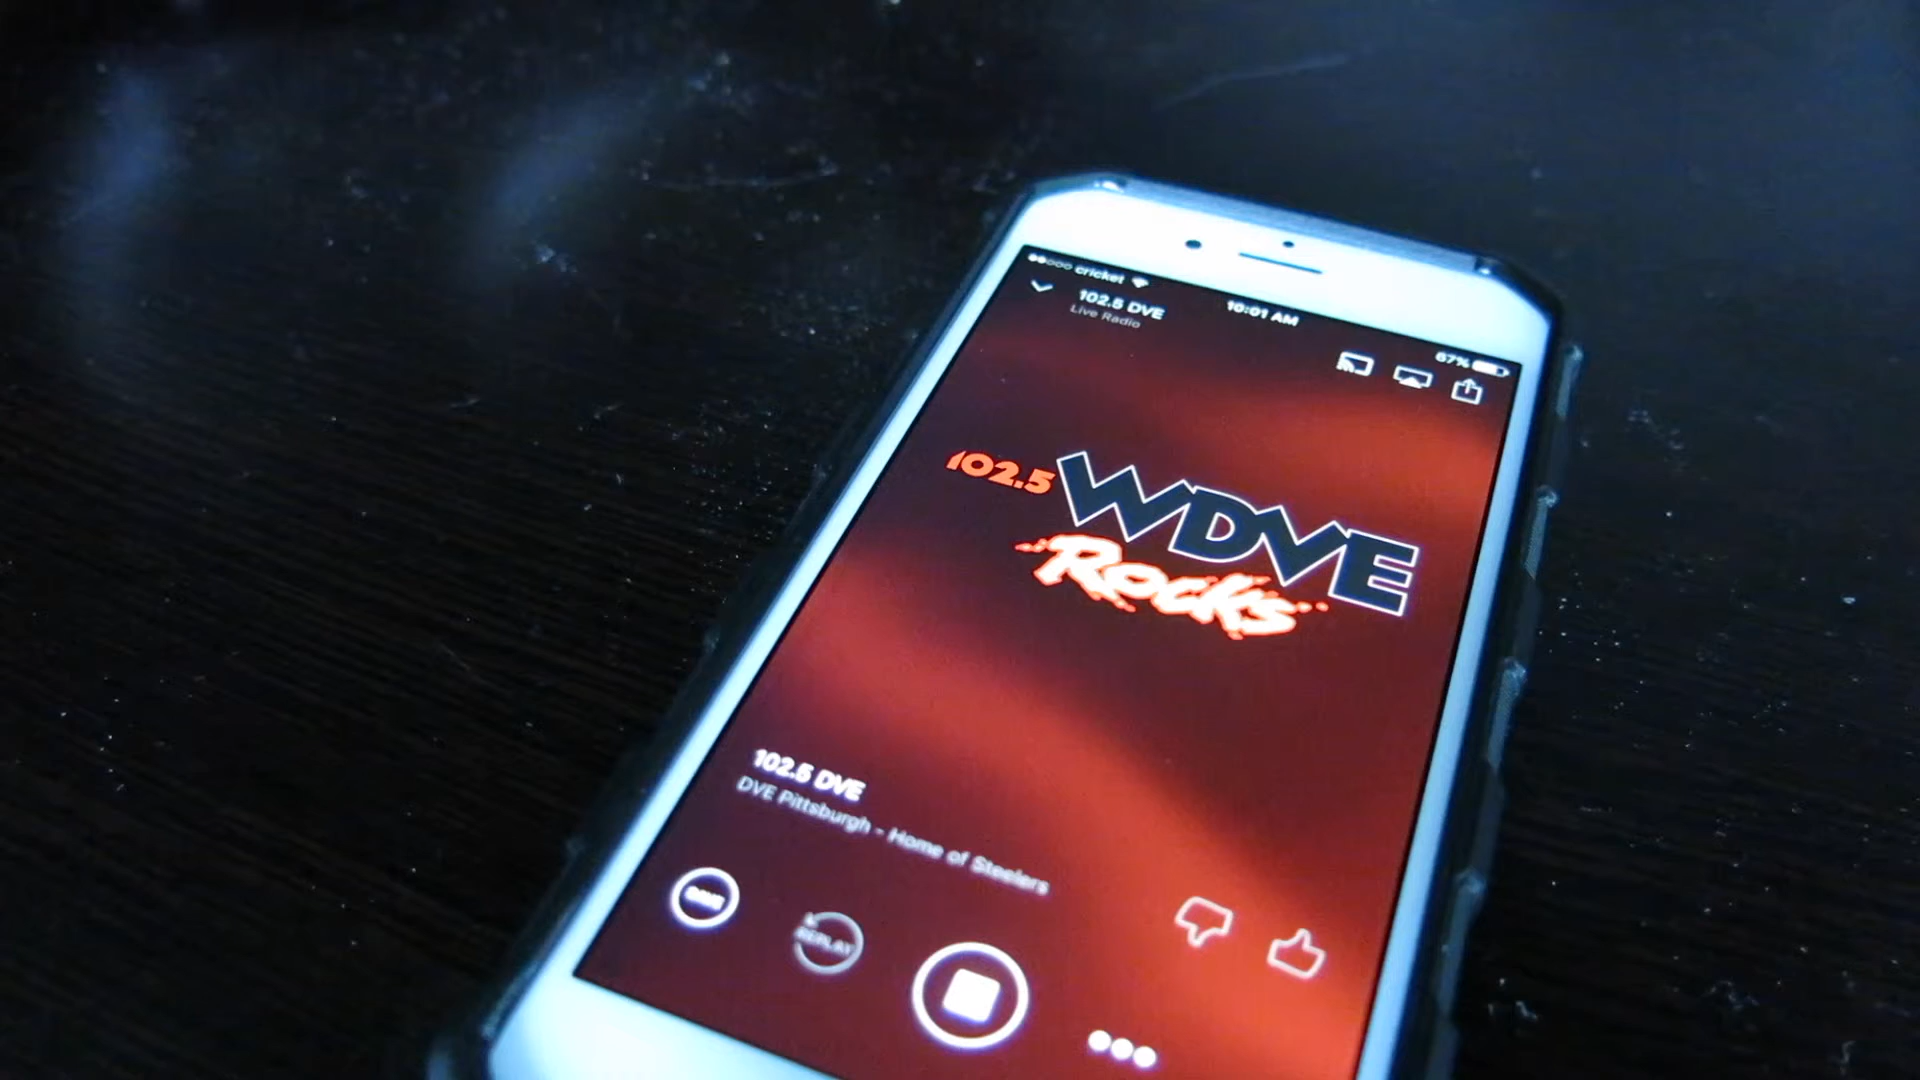 cricket
10:01 AM
67%
102.5 DVE
Live Radio
102.5 WDVE
Rocks
102.5 DVE
DVE Pittsburgh - Home of Steelers
SAVE
REPLAY